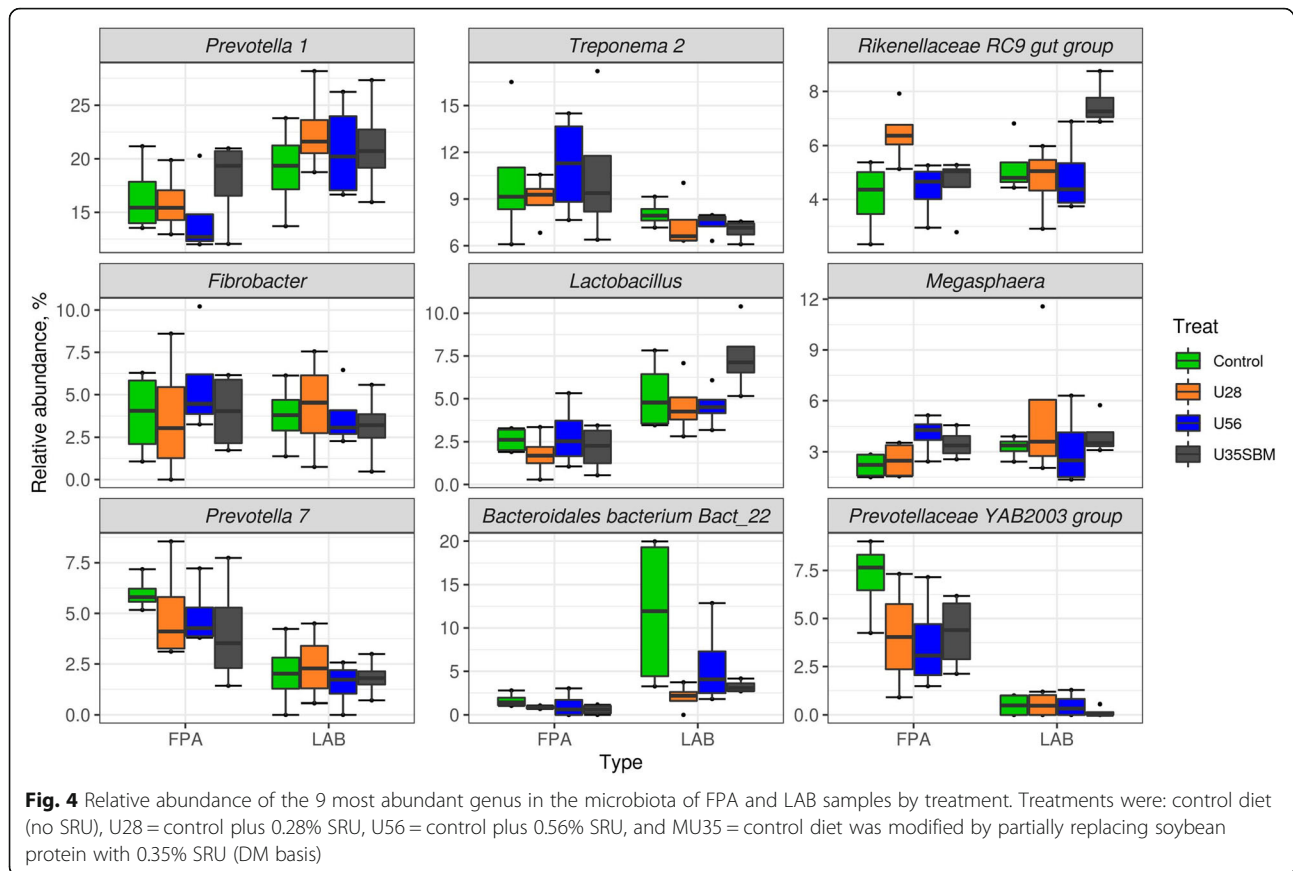 Prevotella 1
Treponema 2
Rikenellaceae RC9 gut group
25
20
15
15
12
9
6
8
6
4
Fibrobacter
Lactobacillus
Megasphaera
10.0
7.5
5.0
2.5
0.0
10.0
7.5
5.0
2.5
0.0
12
9
6
3
Prevotella 7
Bacteroidales bacterium Bact_22
Prevotellaceae YAB2003 group
7.5
5.0
2.5
0.0
20
15
10
5
0
7.5
5.0
2.5
0.0
FPA
LAB
FPA
LAB
FPA
LAB
Relative abundance, %
Type
Treat
Control
U28
U56
U35SBM
Fig. 4 Relative abundance of the 9 most abundant genus in the microbiota of FPA and LAB samples by treatment. Treatments were: control diet
(no SRU), U28 = control plus 0.28% SRU, U56 = control plus 0.56% SRU, and MU35 = control diet was modified by partially replacing soybean
protein with 0.35% SRU (DM basis)